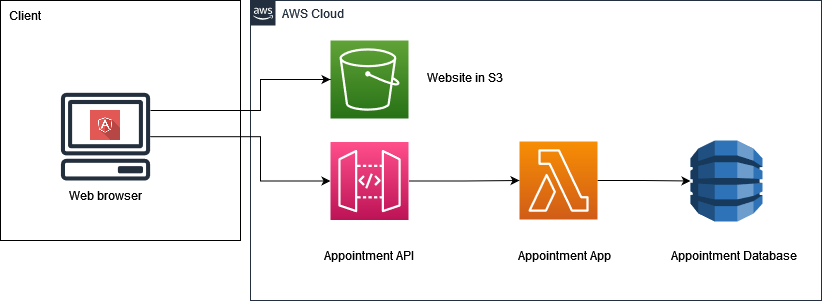 Client
aws
AWS Cloud
Website in S3
A
</>
Web browser
Appointment API
Appointment App
Appointment Database